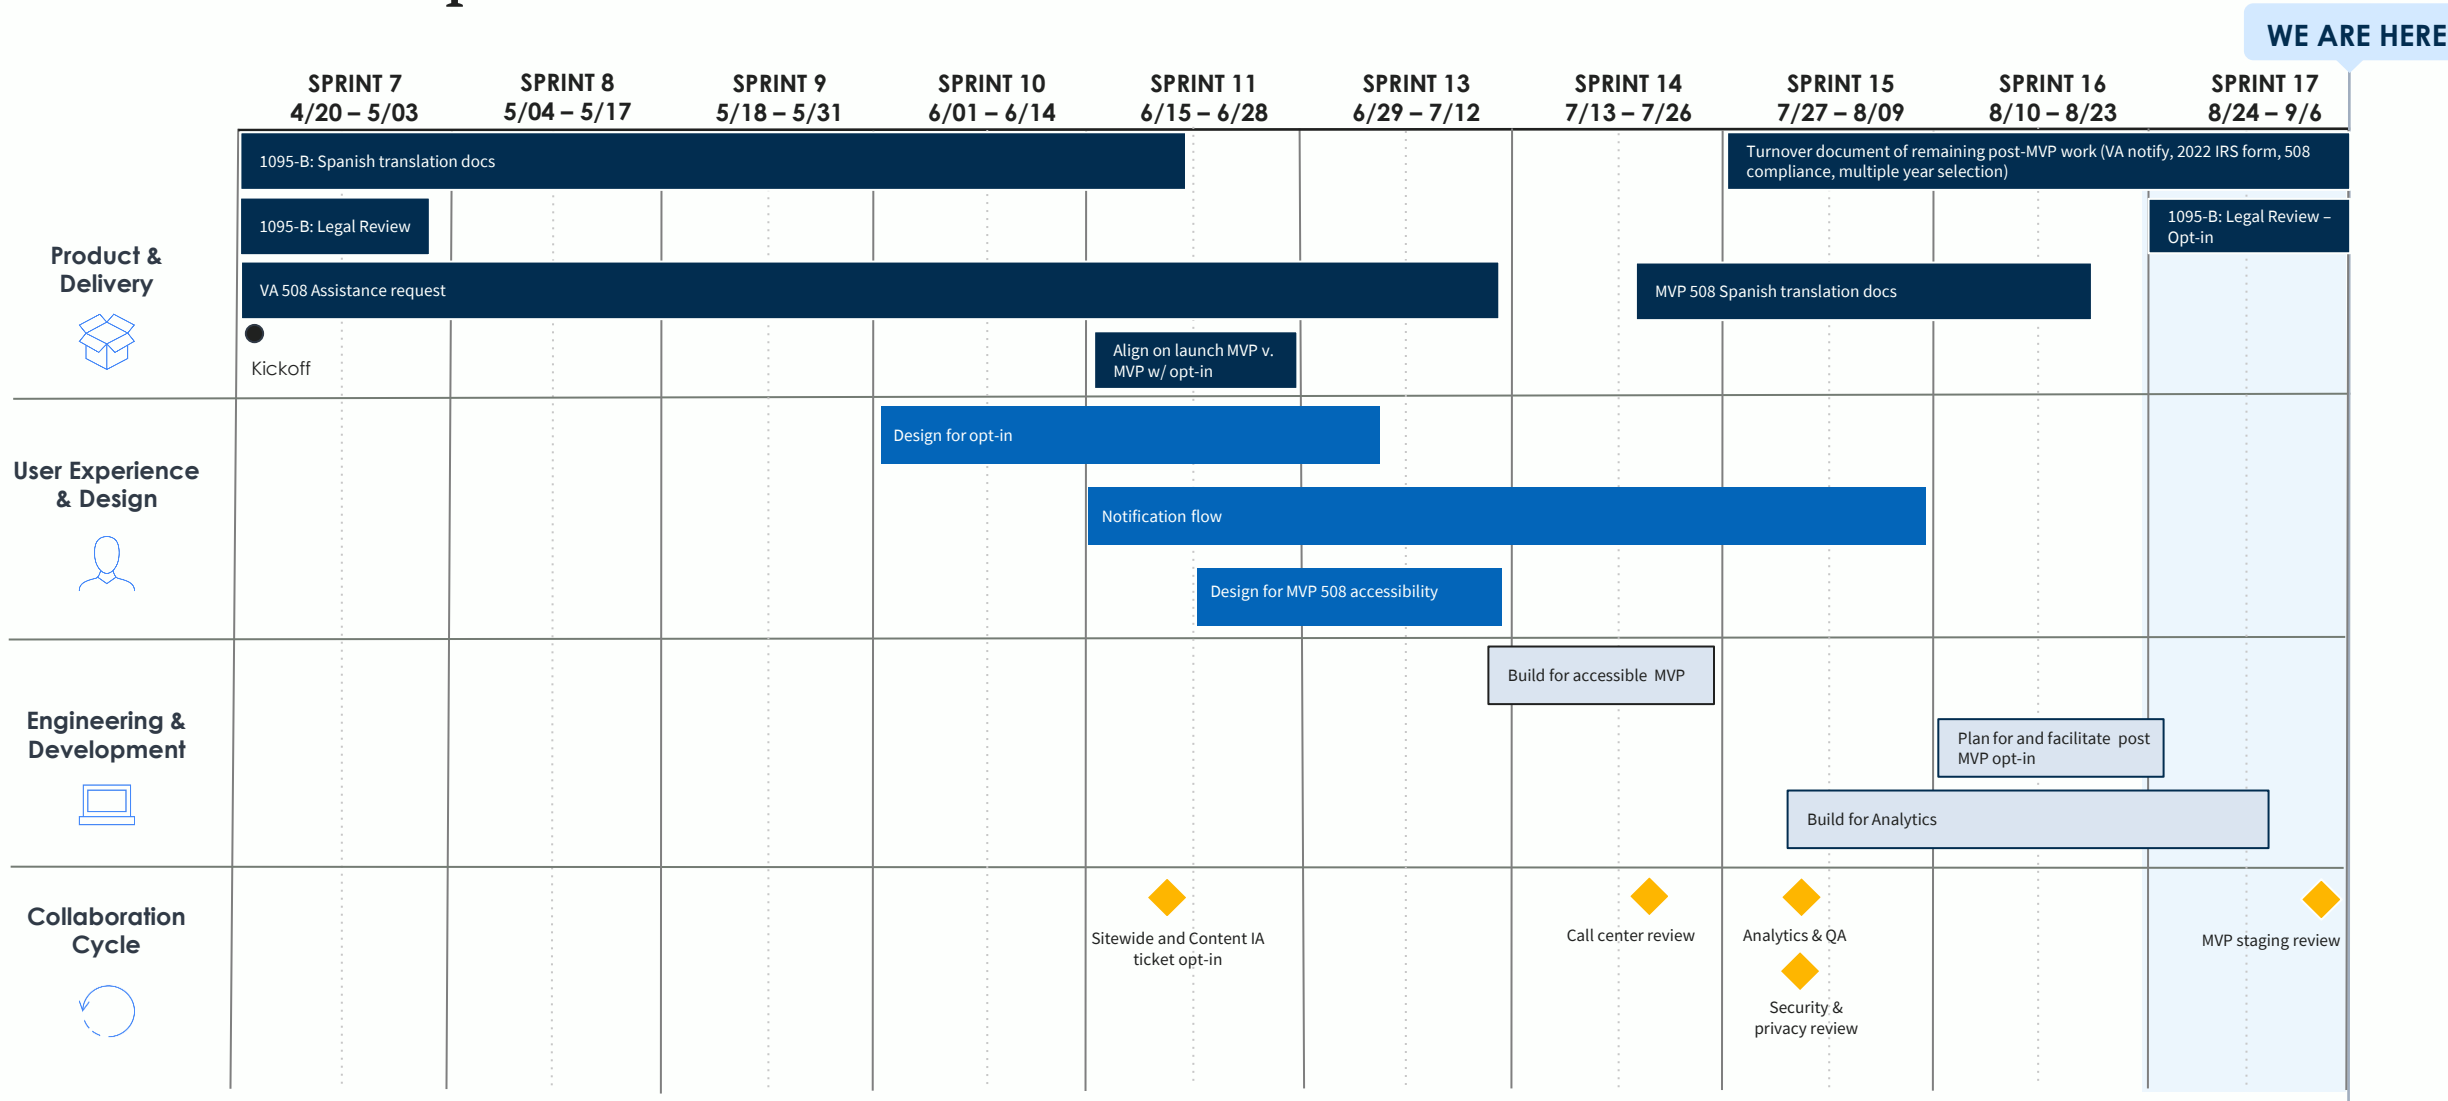 WE ARE HERE
SPRINT 7
4/20 – 5/03
SPRINT 8
5/04 – 5/17
SPRINT 9
5/18 – 5/31
SPRINT 10
6/01 – 6/14
SPRINT 11
6/15 – 6/28
SPRINT 13
6/29 – 7/12
SPRINT 14
7/13 – 7/26
SPRINT 15
7/27 – 8/09
SPRINT 16
8/10 – 8/23
SPRINT 17
8/24 – 9/6
Product &
Delivery
1095-B: Spanish translation docs
Turnover document of remaining post-MVP work (VA notify, 2022 IRS form, 508
compliance, multiple year selection)
1095-B: Legal Review
1095-B: Legal Review –
Opt-in
VA 508 Assistance request
MVP 508 Spanish translation docs
Kickoff
Align on launch MVP v.
MVP w/ opt-in
User Experience
& Design
Design for opt-in
Notification flow
Design for MVP 508 accessibility
Engineering &
Development
Build for accessible MVP
Plan for and facilitate post
MVP opt-in
Build for Analytics
Collaboration
Cycle
Sitewide and Content IA
ticket opt-in
Call center review
Analytics & QA
Security &
privacy review
MVP staging review